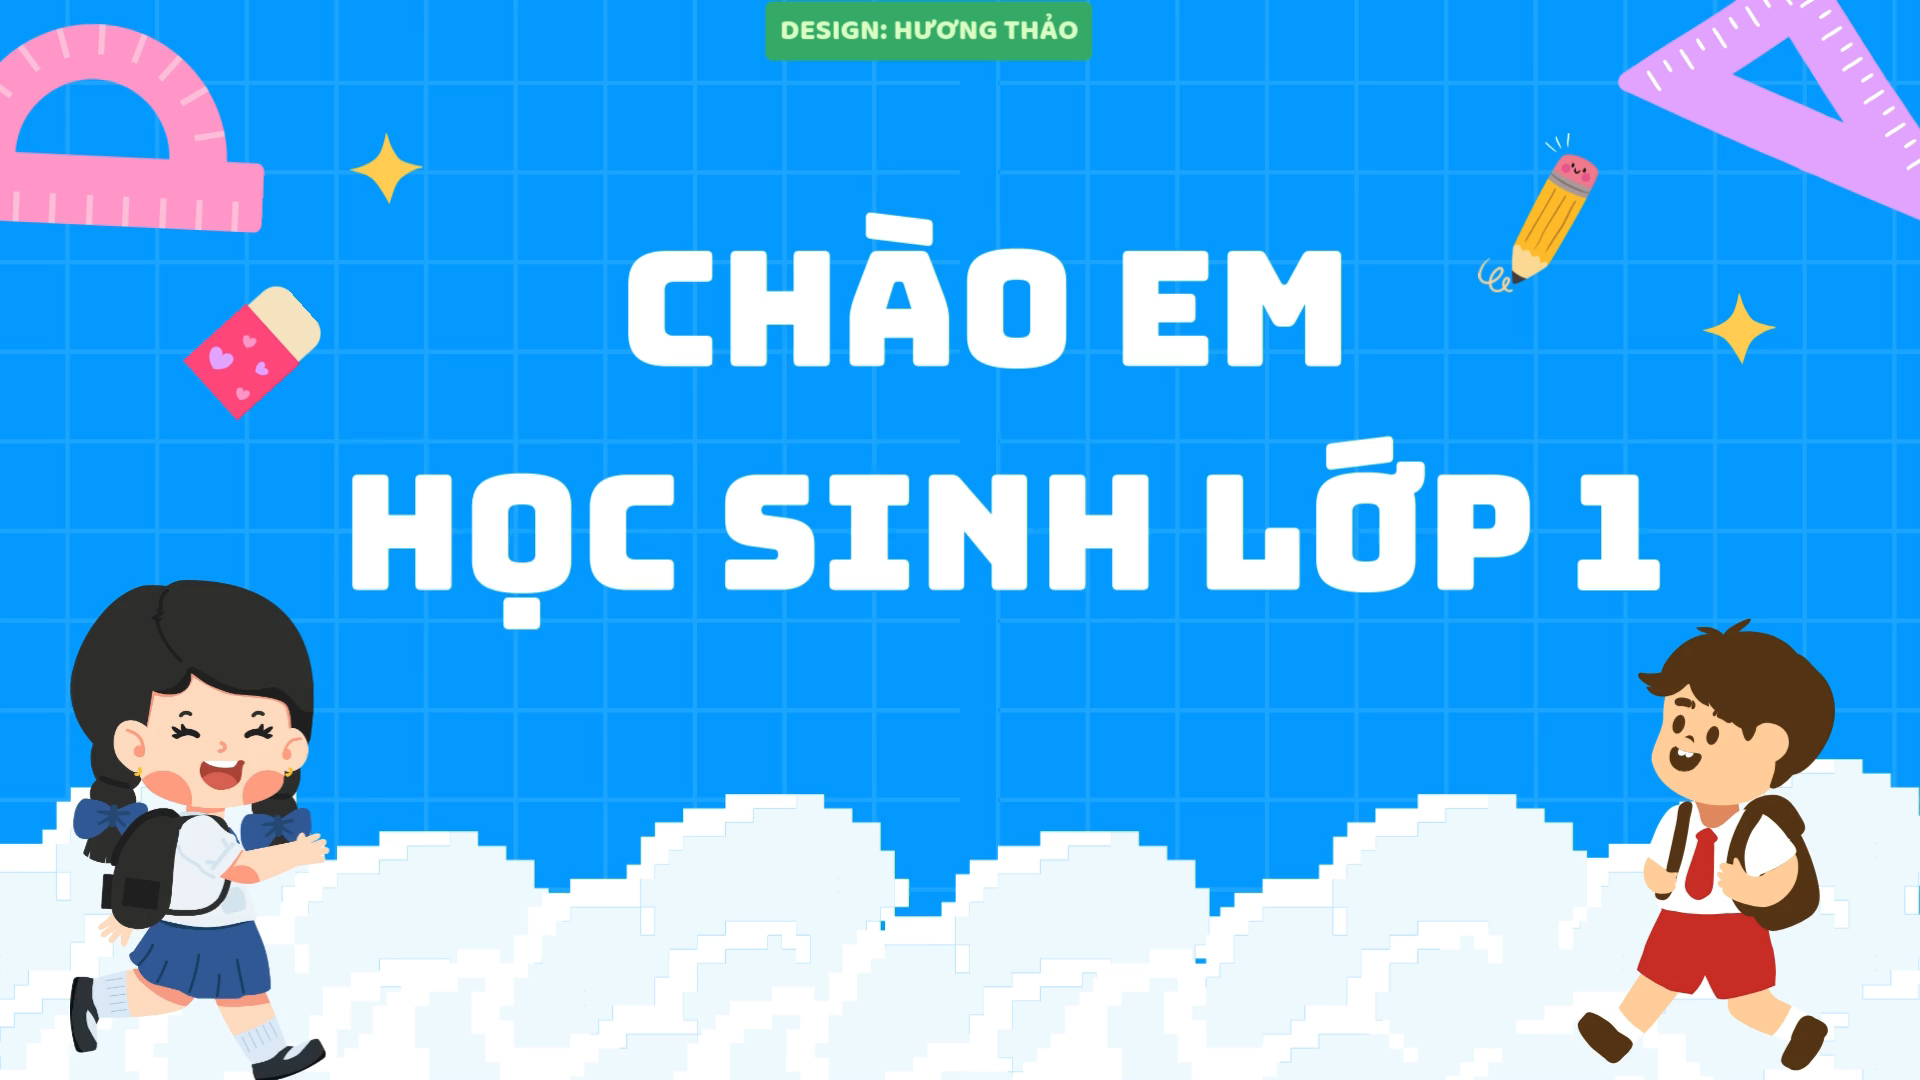 DESIGN: HƯƠNG THẢO
CHÀO EM
HỌC SINH LỚP 1